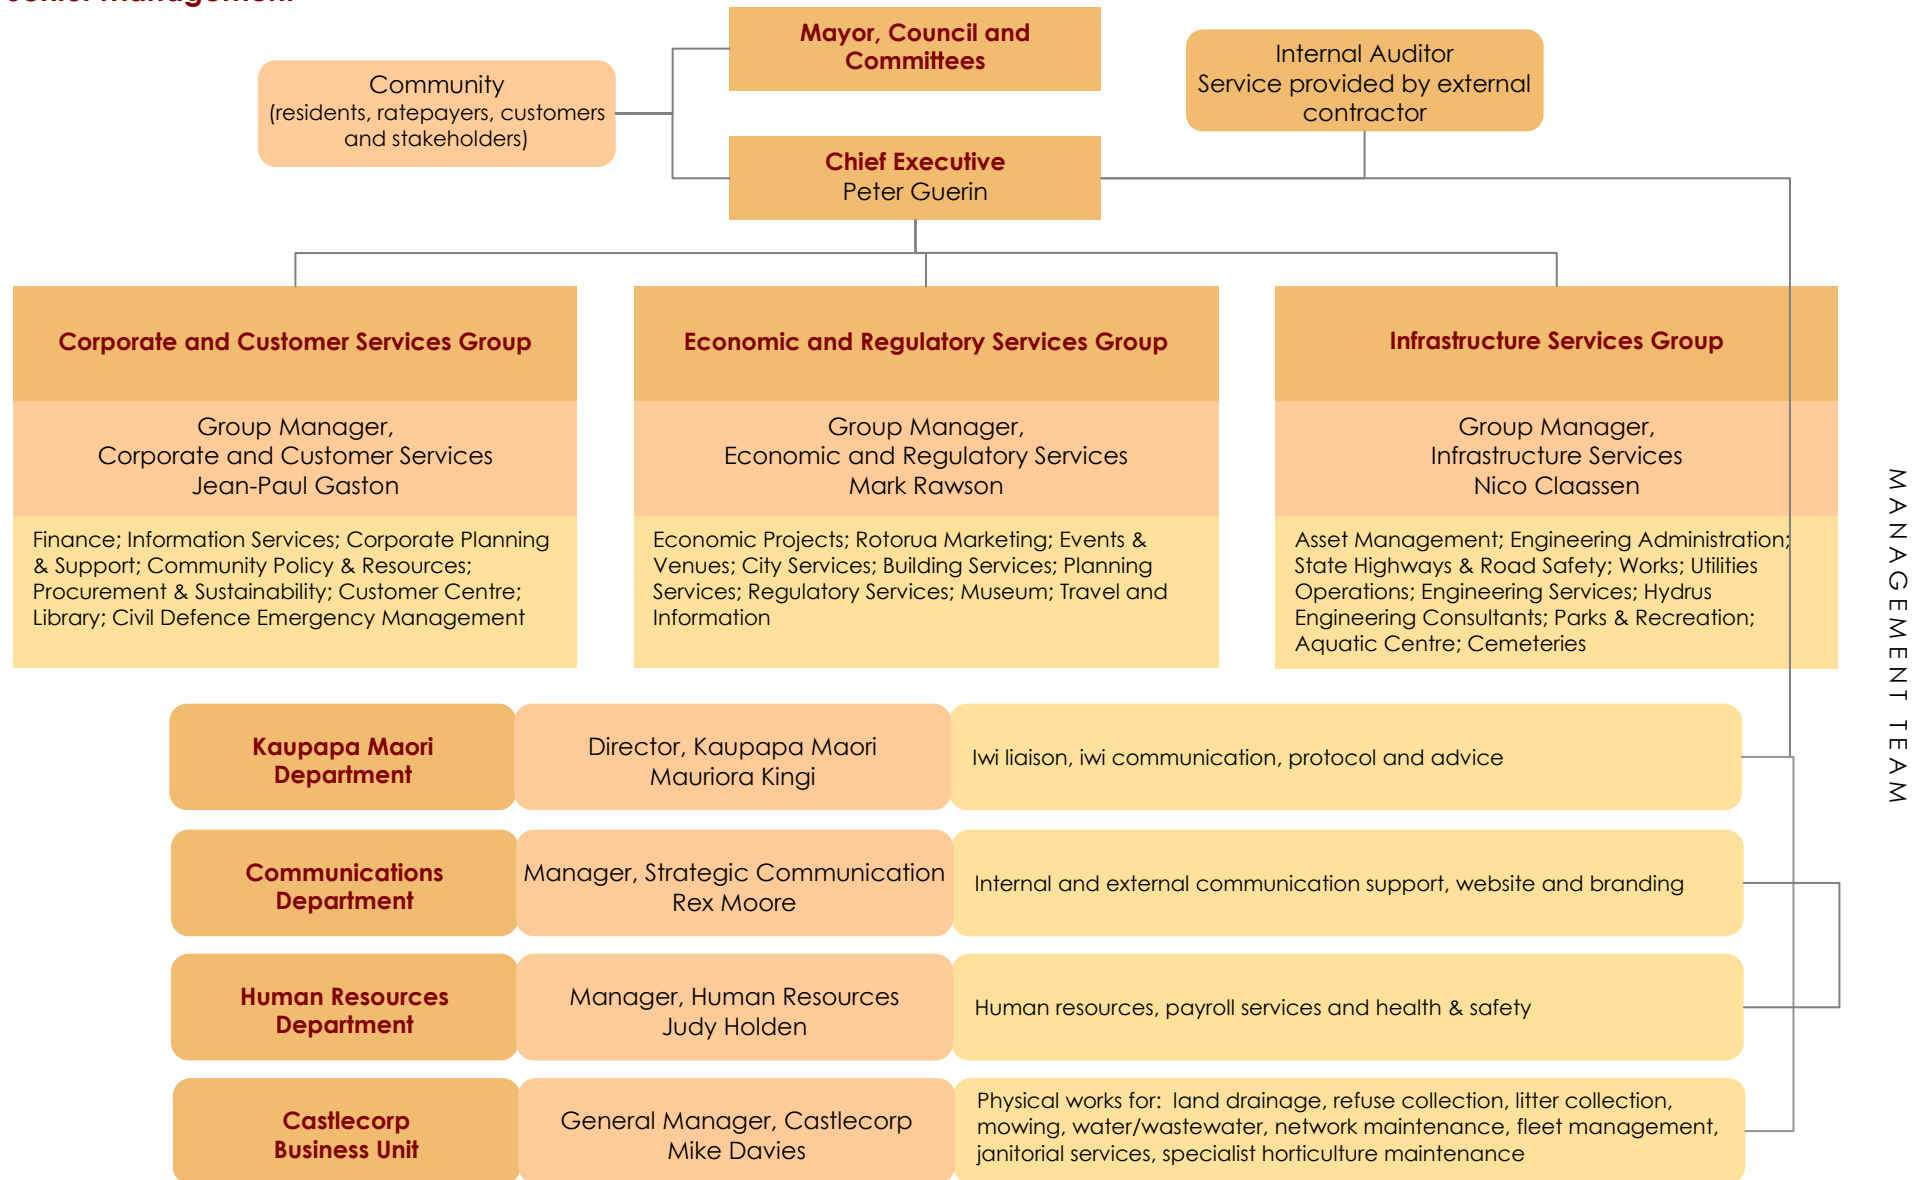 Senior Management
Mayor, Council and
Committees
Community
(residents, ratepayers, customers
and stakeholders)
Internal Auditor
Service provided by external
contractor
Chief Executive
Peter Guerin
Corporate and Customer Services Group
Group Manager,
Corporate and Customer Services
Jean-Paul Gaston
Finance; Information Services; Corporate Planning
& Support; Community Policy & Resources;
Procurement & Sustainability; Customer Centre;
Library; Civil Defence Emergency Management
Economic and Regulatory Services Group
Group Manager,
Economic and Regulatory Services
Mark Rawson
Economic Projects; Rotorua Marketing; Events &
Venues; City Services; Building Services; Planning
Services; Regulatory Services; Museum; Travel and
Information
Infrastructure Services Group
Group Manager,
Infrastructure Services
Nico Claassen
Asset Management; Engineering Administration;
State Highways & Road Safety; Works; Utilities
Operations; Engineering Services; Hydrus
Engineering Consultants; Parks & Recreation;
Aquatic Centre; Cemeteries
MANAGEMENT TEAM
Kaupapa Maori
Department
Director, Kaupapa Maori
Mauriora Kingi
Iwi liaison, iwi communication, protocol and advice
Communications
Department
Manager, Strategic Communication
Rex Moore
Internal and external communication support, website and branding
Human Resources
Department
Manager, Human Resources
Judy Holden
Human resources, payroll services and health & safety
Castlecorp
Business Unit
General Manager, Castlecorp
Mike Davies
Physical works for:  land drainage, refuse collection, litter collection,
mowing, water/wastewater, network maintenance, fleet management,
janitorial services, specialist horticulture maintenance